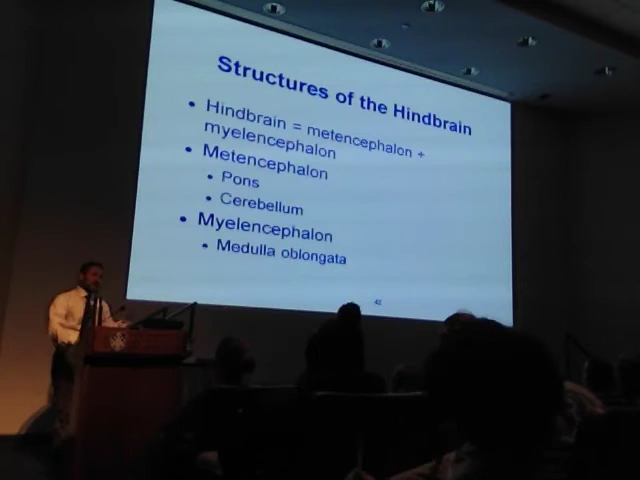 Structures of the Hindbrain
• Hindbrain = metencephalon +
myelencephalon
• Metencephalon
• Pons
• Cerebellum
• Myelencephalon
• Medulla oblongata
42